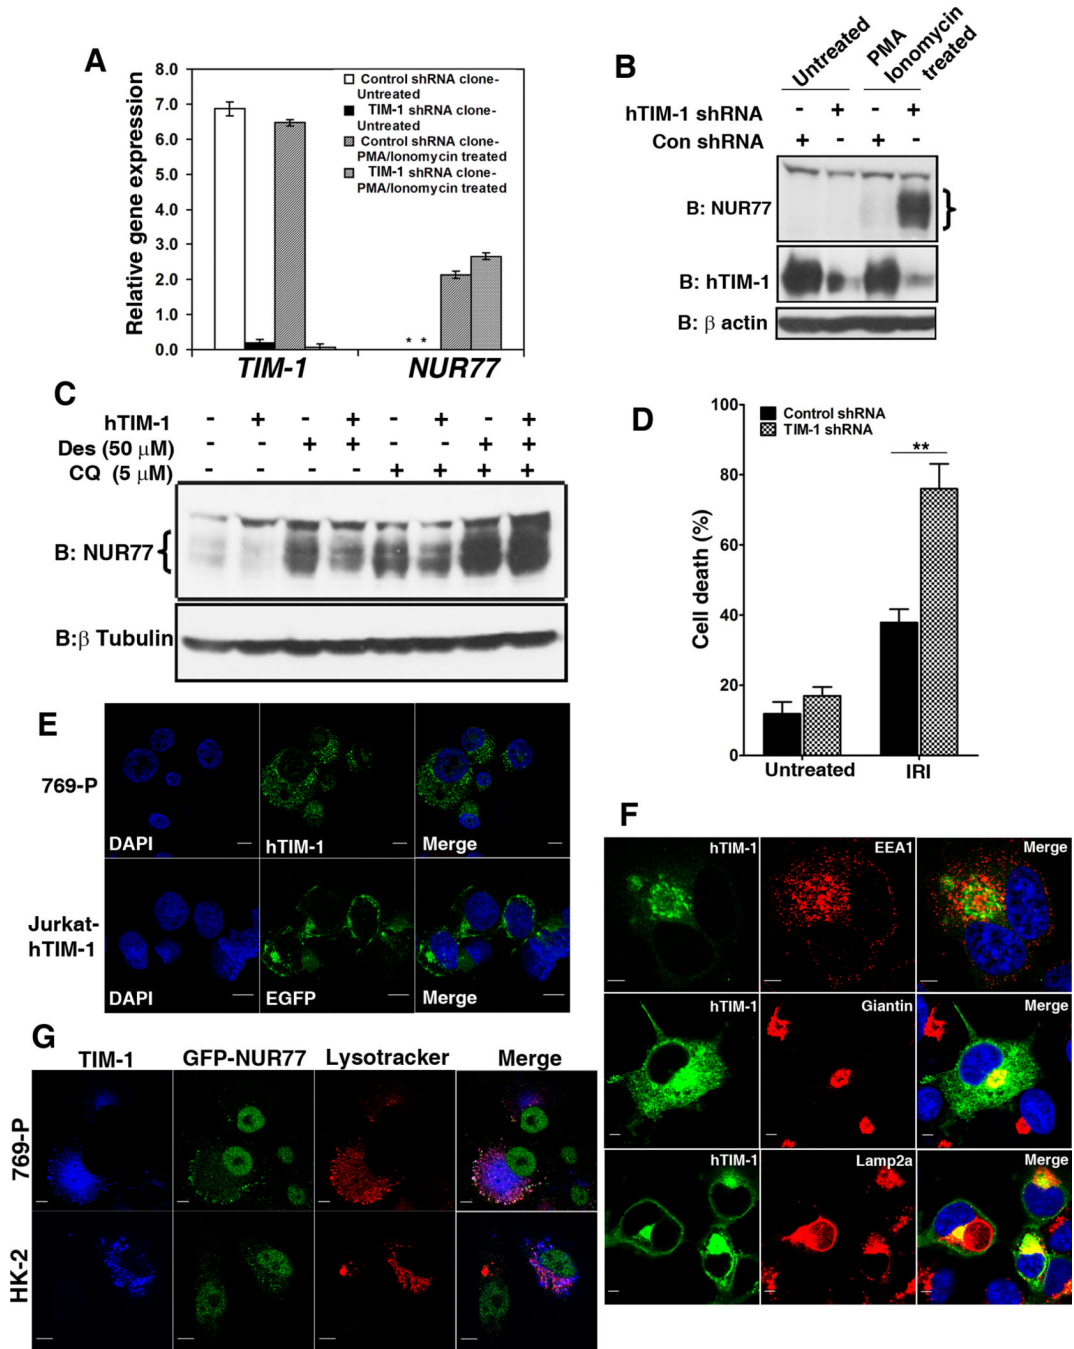 A
Relative gene expression
8.0
7.0
6.0
5.0
4.0
3.0
2.0
1.0
0.0
Control shRNA clone-
Untreated
TIM-1 shRNA clone-
Untreated
Control shRNA clone-
PMA/Ionomycin treated
TIM-1 shRNA clone-
PMA/Ionomycin treated
* *
TIM-1
NUR77
B
Untreated
PMA
Ionomycin
treated
hTIM-1 shRNA - + - +
Con shRNA + - + -
B: NUR77
B: hTIM-1
B: β actin
C
hTIM-1 - + - + - + - +
Des (50 μM) - - + + - - + +
CQ (5 μM) - - - - + + + +
B: NUR77
B:β Tubulin
D
Cell death (%)
100
80
60
40
20
0
Control shRNA
TIM-1 shRNA
**
Untreated
IRI
E
769-P
DAPI
hTIM-1
Merge
Jurkat-
hTIM-1
DAPI
EGFP
Merge
F
hTIM-1
EEA1
Merge
hTIM-1
Giantin
Merge
hTIM-1
Lamp2a
Merge
G
TIM-1
GFP-NUR77
Lysotracker
Merge
769-P
HK-2